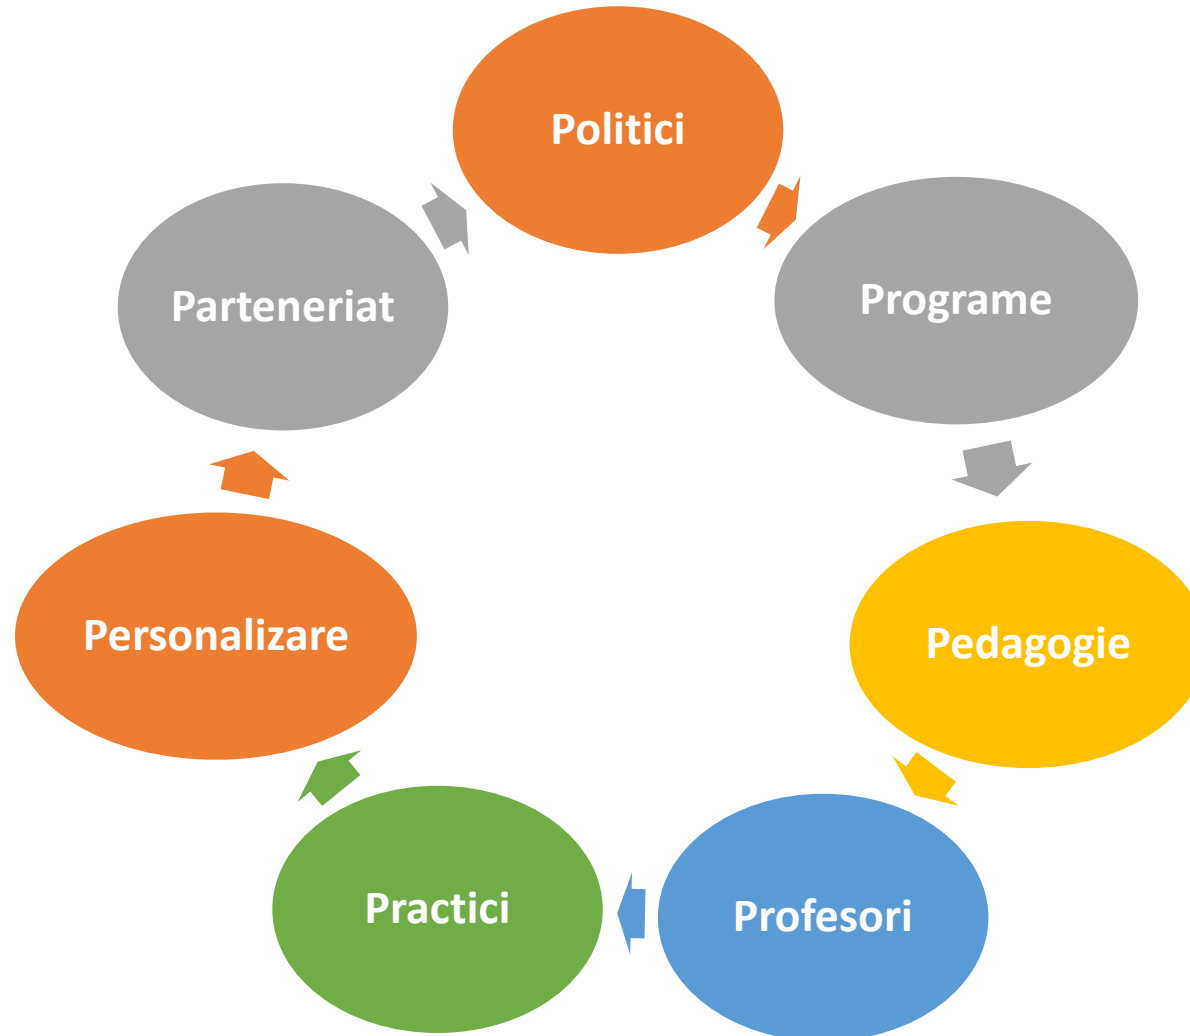 Politici
Programe
Pedagogie
Profesori
Practici
Personalizare
Parteneriat